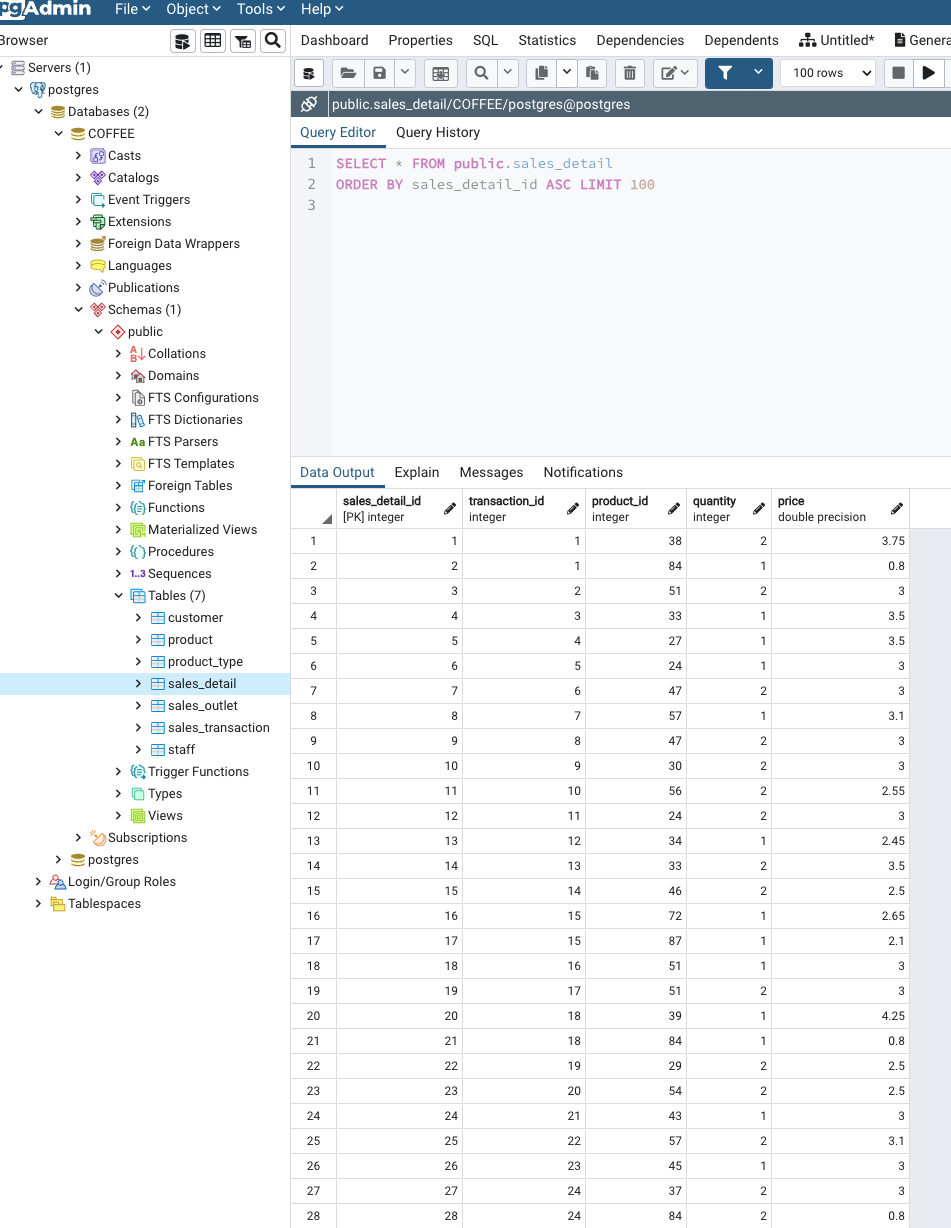 pgAdmin File Object Tools Help
Browser
Dashboard Properties SQL Statistics Dependencies Dependents Untitled*
Servers (1)
postgres
Databases (2)
COFFEE
Casts
Catalogs
Event Triggers
Extensions
Foreign Data Wrappers
Languages
Publications
Schemas (1)
public
Collations
Domains
FTS Configurations
FTS Dictionaries
Aa FTS Parsers
FTS Templates
Foreign Tables
Functions
Materialized Views
Procedures
1..3 Sequences
Tables (7)
customer
product
product_type
sales_detail
sales_outlet
sales_transaction
staff
Trigger Functions
Types
Views
Subscriptions
postgres
Login/Group Roles
Tablespaces
100 rows
public.sales_detail/COFFEE/postgres@postgres
Query Editor Query History
1 SELECT * FROM public.sales_detail
2 ORDER BY sales_detail_id ASC LIMIT 100
3
Data Output Explain Messages Notifications
sales_detail_id transaction_id product_id quantity price
[PK] integer integer integer integer double precision
1 1 1 38 2 3.75
2 2 1 84 1 0.8
3 3 2 51 2 3
4 4 3 33 1 3.5
5 5 4 27 1 3.5
6 6 5 24 1 3
7 7 6 47 2 3
8 8 7 57 1 3.1
9 9 8 47 2 3
10 10 9 30 2 3
11 11 10 56 2 2.55
12 12 11 24 2 3
13 13 12 34 1 2.45
14 14 13 33 2 3.5
15 15 14 46 2 2.5
16 16 15 72 1 2.65
17 17 15 87 1 2.1
18 18 16 51 1 3
19 19 17 51 2 3
20 20 18 39 1 4.25
21 21 18 84 1 0.8
22 22 19 29 2 2.5
23 23 20 54 2 2.5
24 24 21 43 1 3
25 25 22 57 2 3.1
26 26 23 45 1 3
27 27 24 37 2 3
28 28 24 84 2 0.8